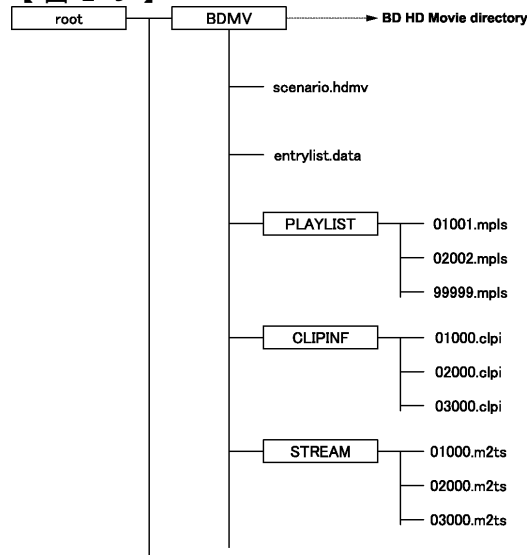 root
BDMV
BD HD Movie directory
scenario.hdmv
entrylist.data
PLAYLIST
01001.mpls
02002.mpls
99999.mpls
CLIPINF
01000.clpi
02000.clpi
03000.clpi
STREAM
01000.m2ts
02000.m2ts
03000.m2ts